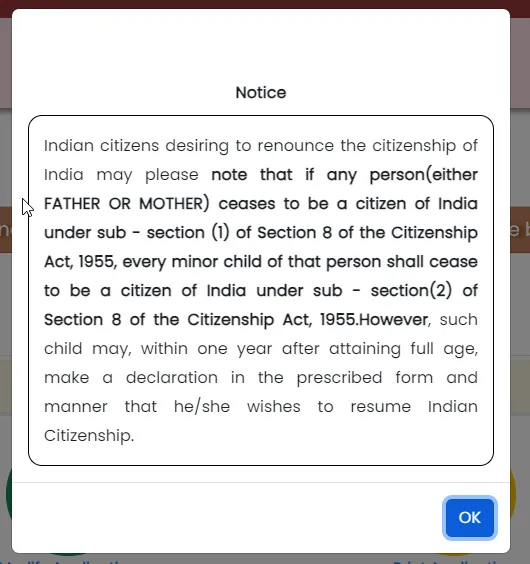 Notice
Indian citizens desiring to renounce the citizenship of
India may please note that if any person(either
FATHER OR MOTHER) ceases to be a citizen of India
under sub - section (1) of Section 8 of the Citizenship
Act, 1955, every minor child of that person shall cease
to be a citizen of India under sub - section(2) of
Section 8 of the Citizenship Act, 1955.However, such
child may, within one year after attaining full age,
make a declaration in the prescribed form and
manner that he/she wishes to resume Indian
Citizenship.
OK